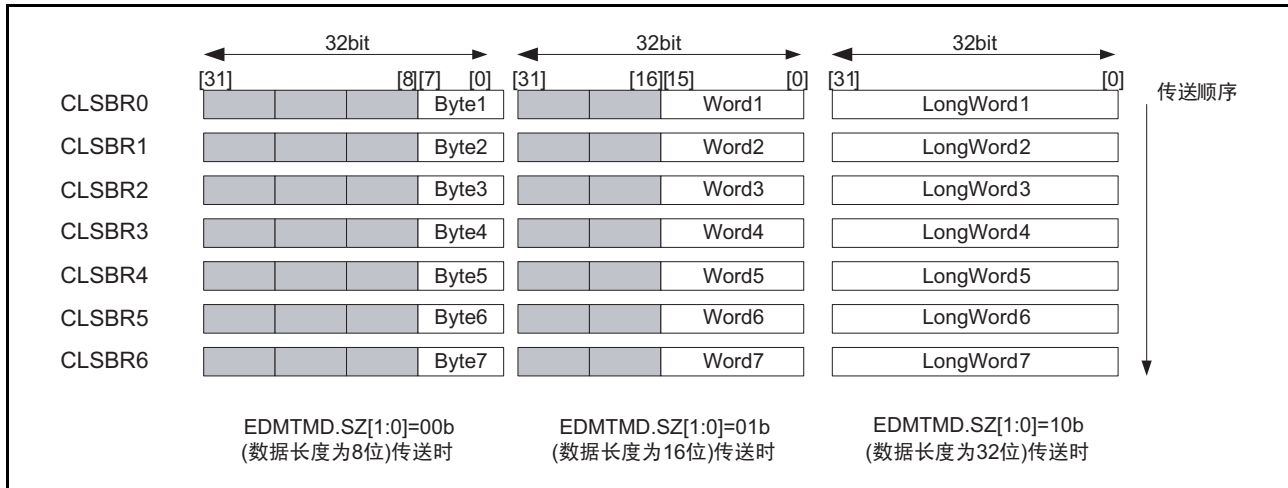 32bit 32bit 32bit
[31] [8][7] [0] [31] [16][15] [0] [31] [0] 传送顺序
CLSBR0 Byte1 Word1 LongWord1
CLSBR1 Byte2 Word2 LongWord2
CLSBR2 Byte3 Word3 LongWord3
CLSBR3 Byte4 Word4 LongWord4
CLSBR4 Byte5 Word5 LongWord5
CLSBR5 Byte6 Word6 LongWord6
CLSBR6 Byte7 Word7 LongWord7
EDMTMD.SZ[1:0]=00b EDMTMD.SZ[1:0]=01b EDMTMD.SZ[1:0]=10b
(数据长度为8位)传送时 (数据长度为16位)传送时 (数据长度为32位)传送时